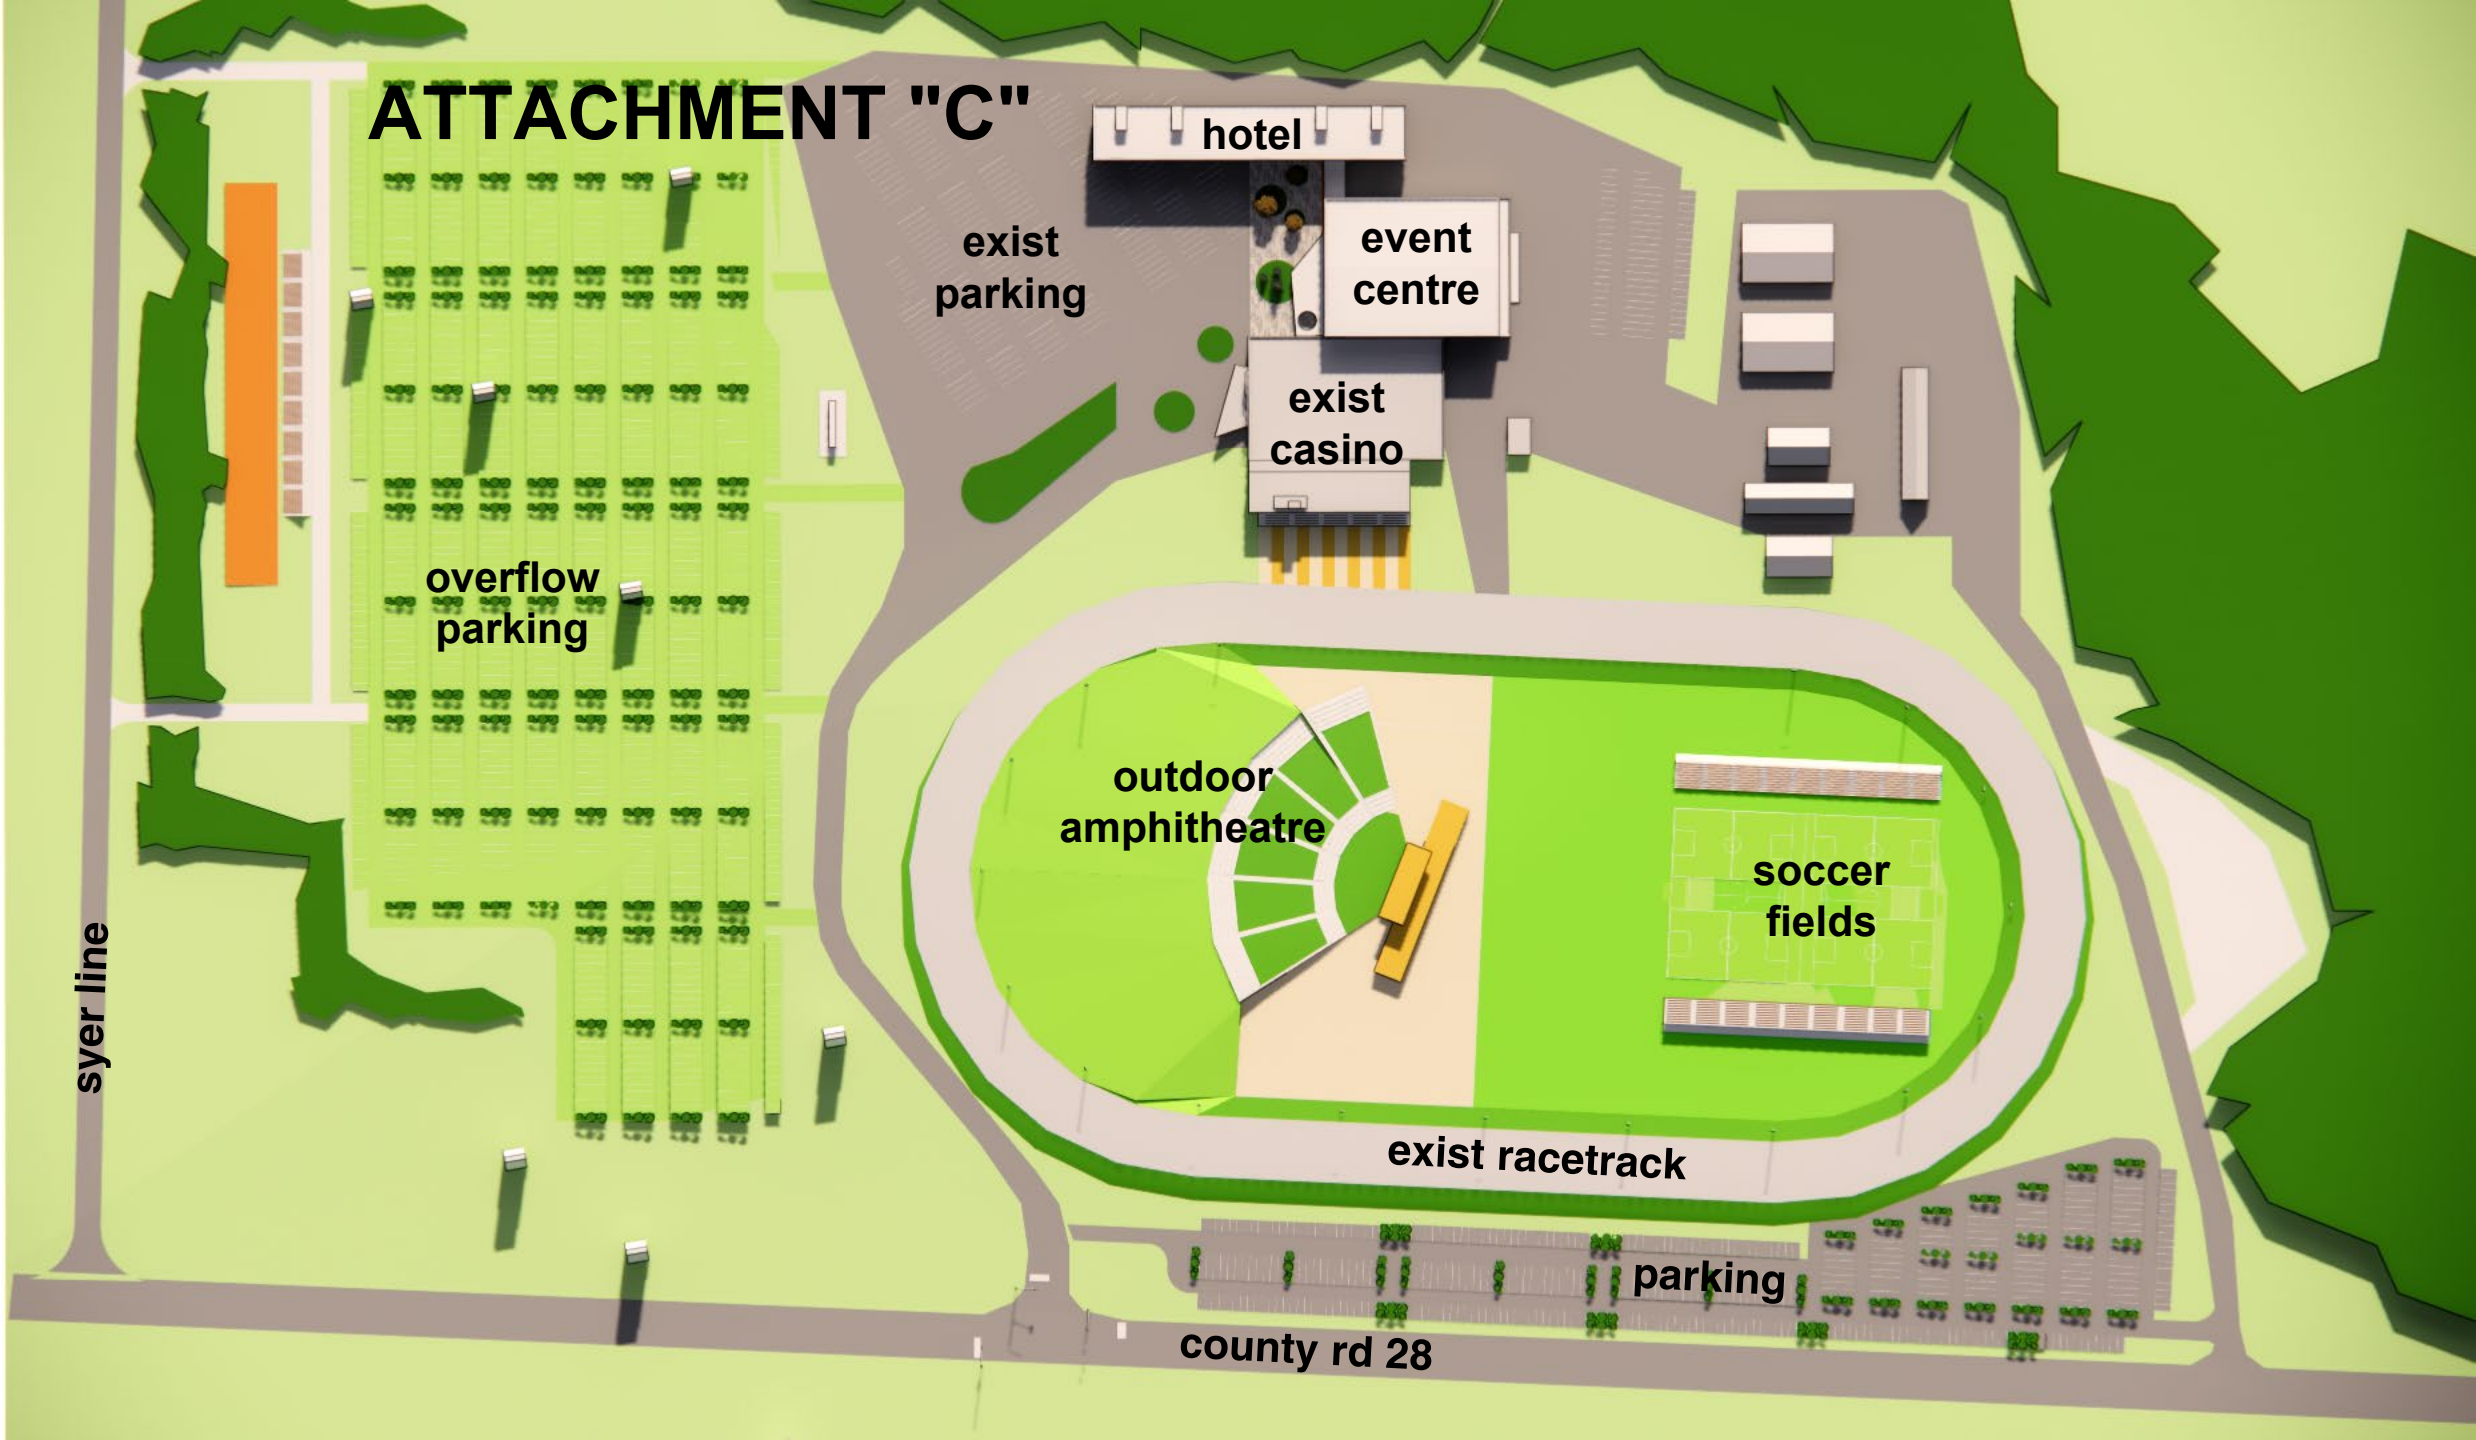 ATTACHMENT "C"
hotel
exist
parking
event
centre
exist
casino
overflow
parking
outdoor
amphitheatre
soccer
fields
syer line
exist racetrack
parking
county rd 28